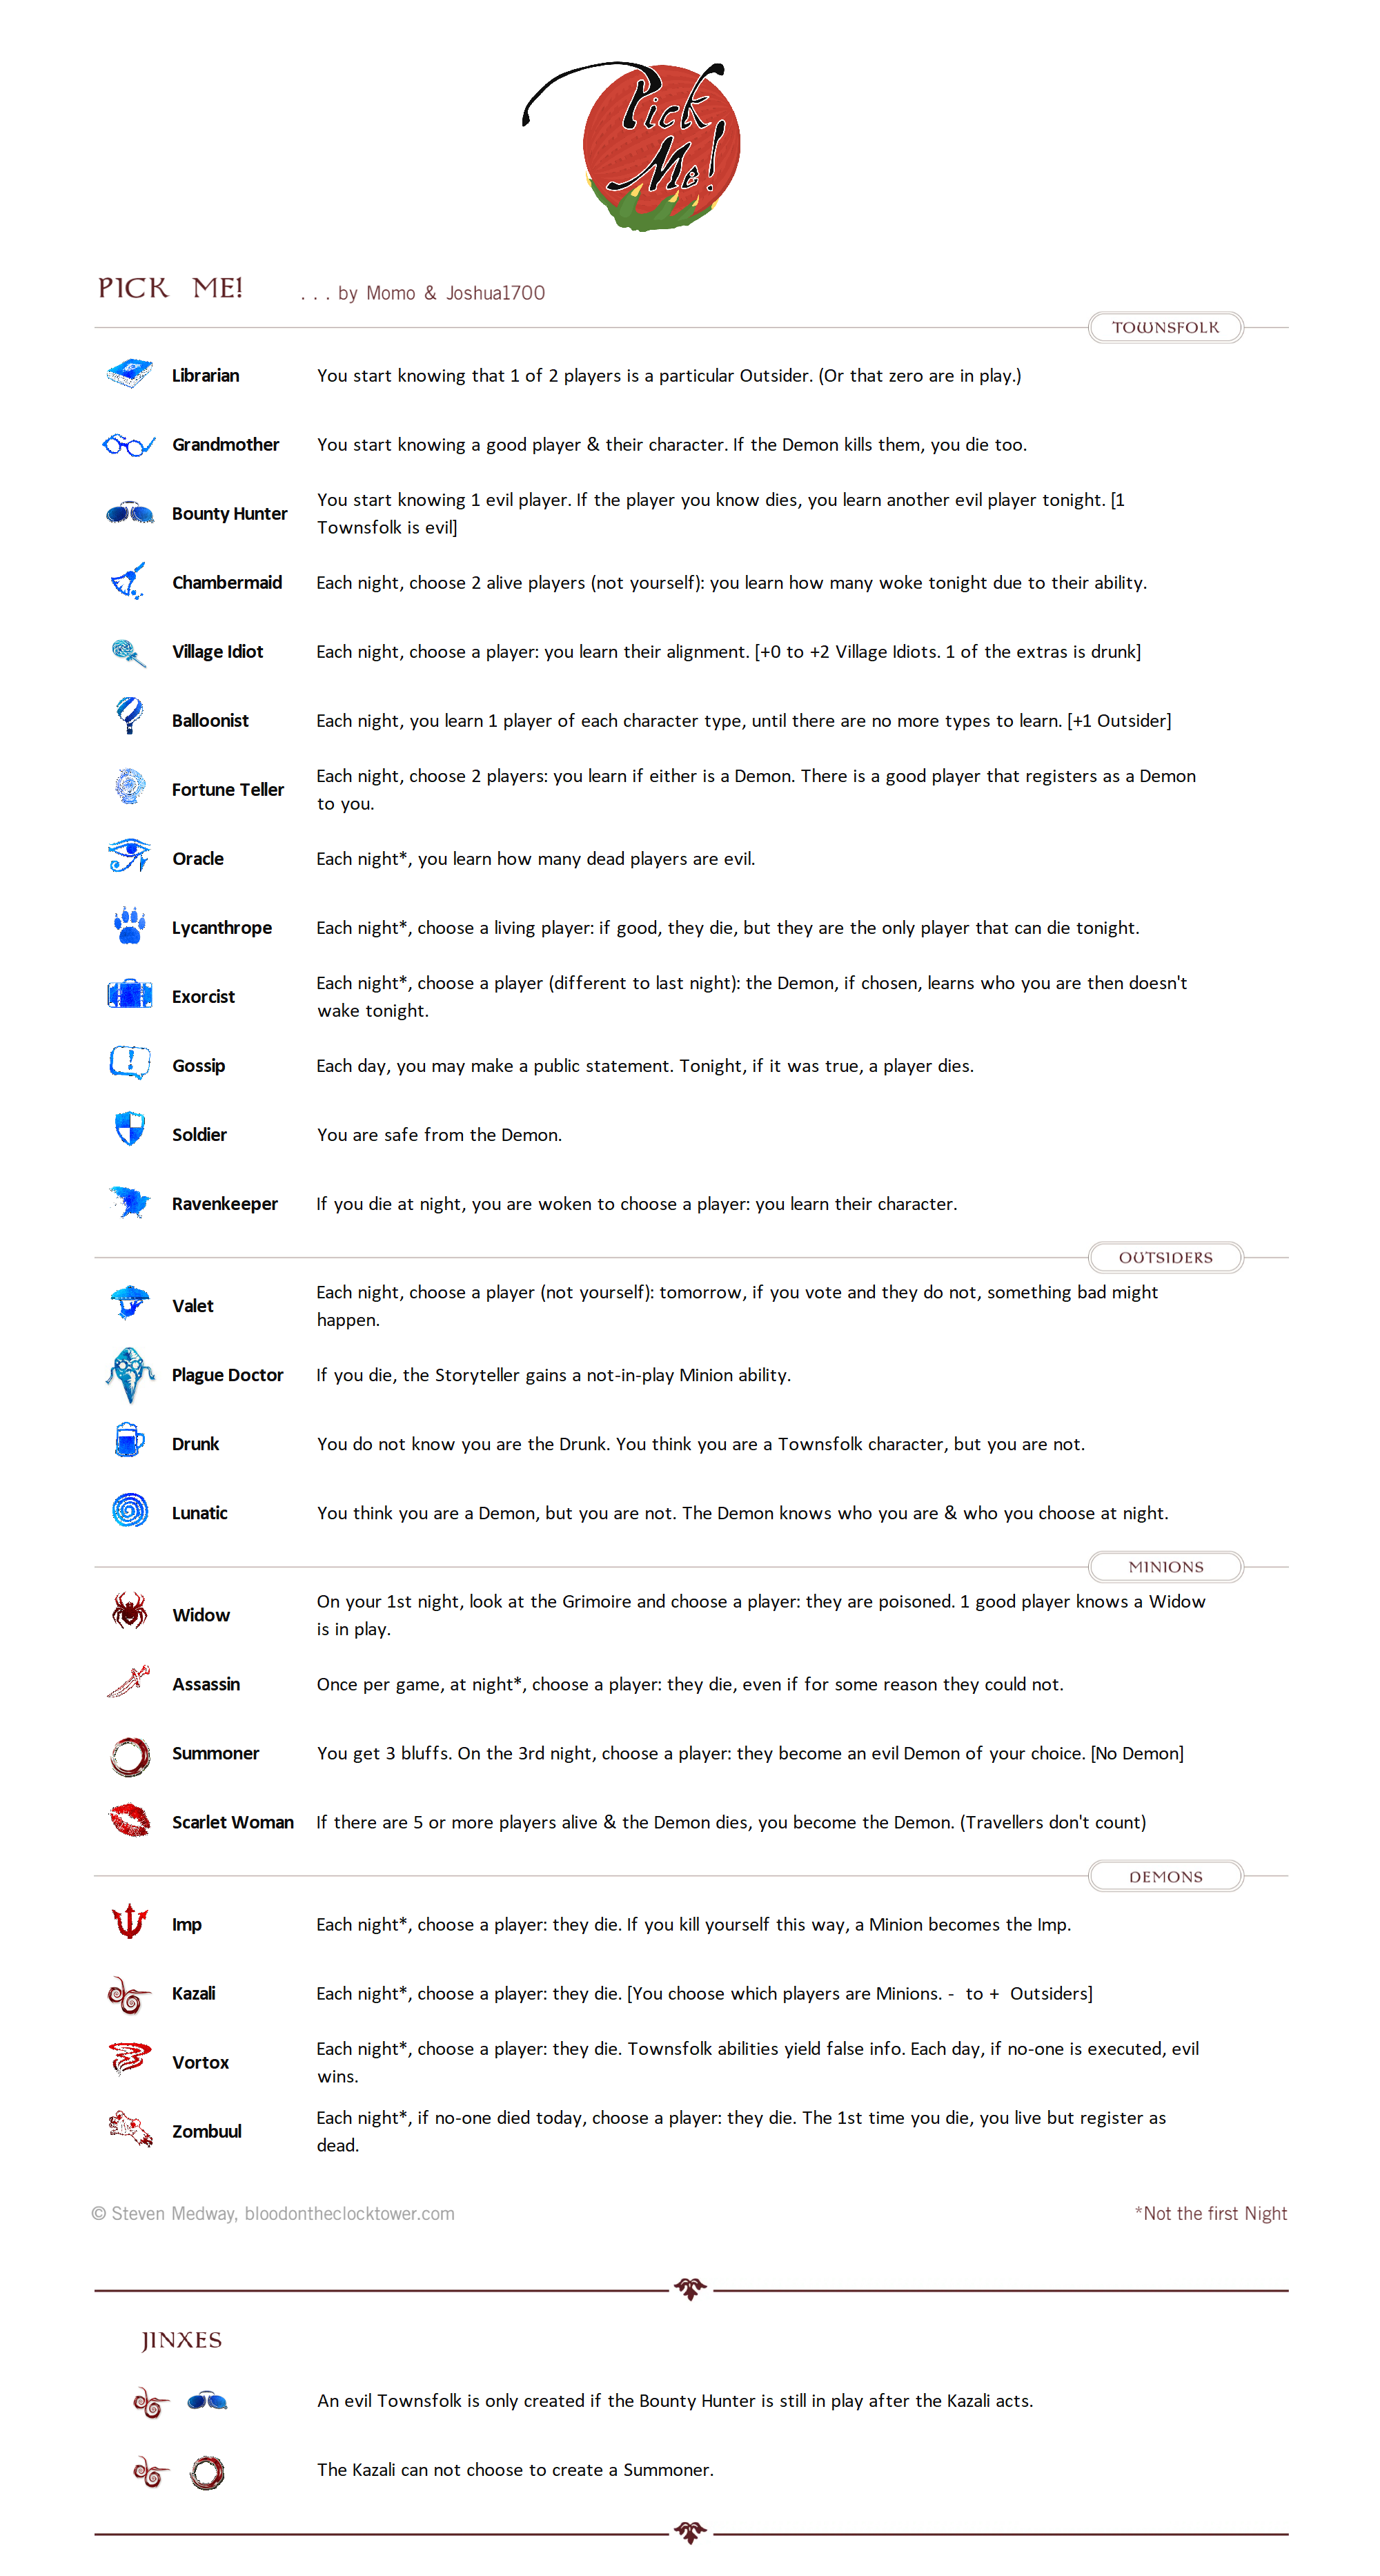 Pick
Me!
PICK ME! . . . by Momo & Joshua1700
TOWNSFOLK
Librarian You start knowing that 1 of 2 players is a particular Outsider. (Or that zero are in play.)
Grandmother You start knowing a good player & their character. If the Demon kills them, you die too.
Bounty Hunter You start knowing 1 evil player. If the player you know dies, you learn another evil player tonight. [1
Townsfolk is evil]
Chambermaid Each night, choose 2 alive players (not yourself): you learn how many woke tonight due to their ability.
Village Idiot Each night, choose a player: you learn their alignment. [+0 to +2 Village Idiots. 1 of the extras is drunk]
Balloonist Each night, you learn 1 player of each character type, until there are no more types to learn. [+1 Outsider]
Fortune Teller Each night, choose 2 players: you learn if either is a Demon. There is a good player that registers as a Demon
to you.
Oracle Each night*, you learn how many dead players are evil.
Lycanthrope Each night*, choose a living player: if good, they die, but they are the only player that can die tonight.
Exorcist Each night*, choose a player (different to last night): the Demon, if chosen, learns who you are then doesn't
wake tonight.
Gossip Each day, you may make a public statement. Tonight, if it was true, a player dies.
Soldier You are safe from the Demon.
Ravenkeeper If you die at night, you are woken to choose a player: you learn their character.
OUTSIDERS
Valet Each night, choose a player (not yourself): tomorrow, if you vote and they do not, something bad might
happen.
Plague Doctor If you die, the Storyteller gains a not-in-play Minion ability.
Drunk You do not know you are the Drunk. You think you are a Townsfolk character, but you are not.
Lunatic You think you are a Demon, but you are not. The Demon knows who you are & who you choose at night.
MINIONS
Widow On your 1st night, look at the Grimoire and choose a player: they are poisoned. 1 good player knows a Widow
is in play.
Assassin Once per game, at night*, choose a player: they die, even if for some reason they could not.
Summoner You get 3 bluffs. On the 3rd night, choose a player: they become an evil Demon of your choice. [No Demon]
Scarlet Woman If there are 5 or more players alive & the Demon dies, you become the Demon. (Travellers don't count)
DEMONS
Imp Each night*, choose a player: they die. If you kill yourself this way, a Minion becomes the Imp.
Kazali Each night*, choose a player: they die. [You choose which players are Minions. - to + Outsiders]
Vortox Each night*, choose a player: they die. Townsfolk abilities yield false info. Each day, if no-one is executed, evil
wins.
Zombuul Each night*, if no-one died today, choose a player: they die. The 1st time you die, you live but register as
dead.
© Steven Medway, bloodontheclocktower.com *Not the first Night
JINXES
An evil Townsfolk is only created if the Bounty Hunter is still in play after the Kazali acts.
The Kazali can not choose to create a Summoner.